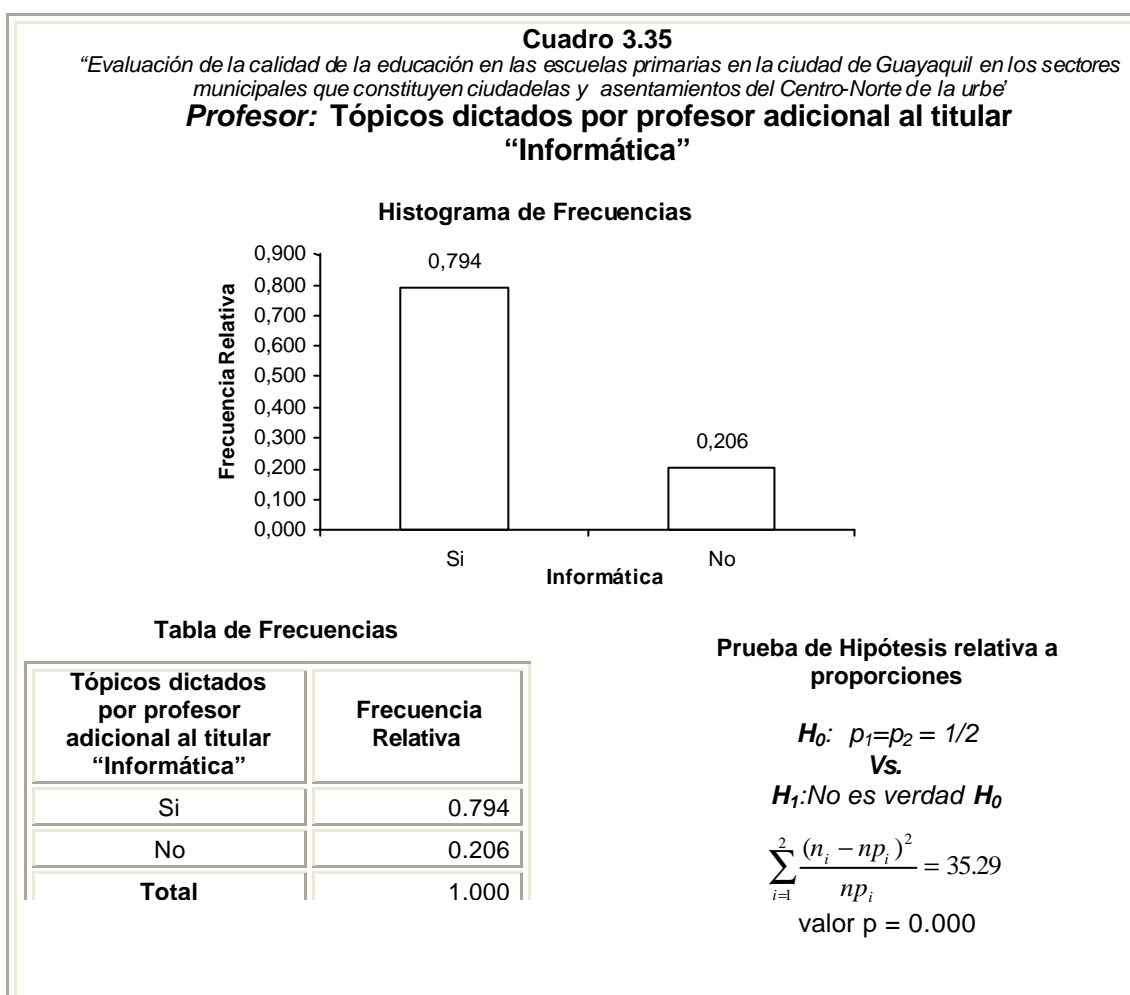 Cuadro 3.35
“Evaluación de la calidad de la educación en las escuelas primarias en la ciudad de Guayaquil en los sectores
municipales que constituyen ciudadelas y asentamientos del Centro-Norte de la urbe’
Profesor: Tópicos dictados por profesor adicional al titular
“Informática”
Histograma de Frecuencias
Frecuencia Relativa
0,900
0,800
0,700
0,600
0,500
0,400
0,300
0,200
0,100
0,000
0,794
0,206
Si
No
Informática
Tabla de Frecuencias
Tópicos dictados
por profesor
adicional al titular
“Informática”
Frecuencia
Relativa
Si 0.794
No 0.206
Total 1.000
Prueba de Hipótesis relativa a
proporciones
H₀: p₁=p₂ = 1/2
Vs.
H₁:No es verdad H₀
∑_{i=1}^{2} (n_i − np_i)² / np_i = 35.29
valor p = 0.000